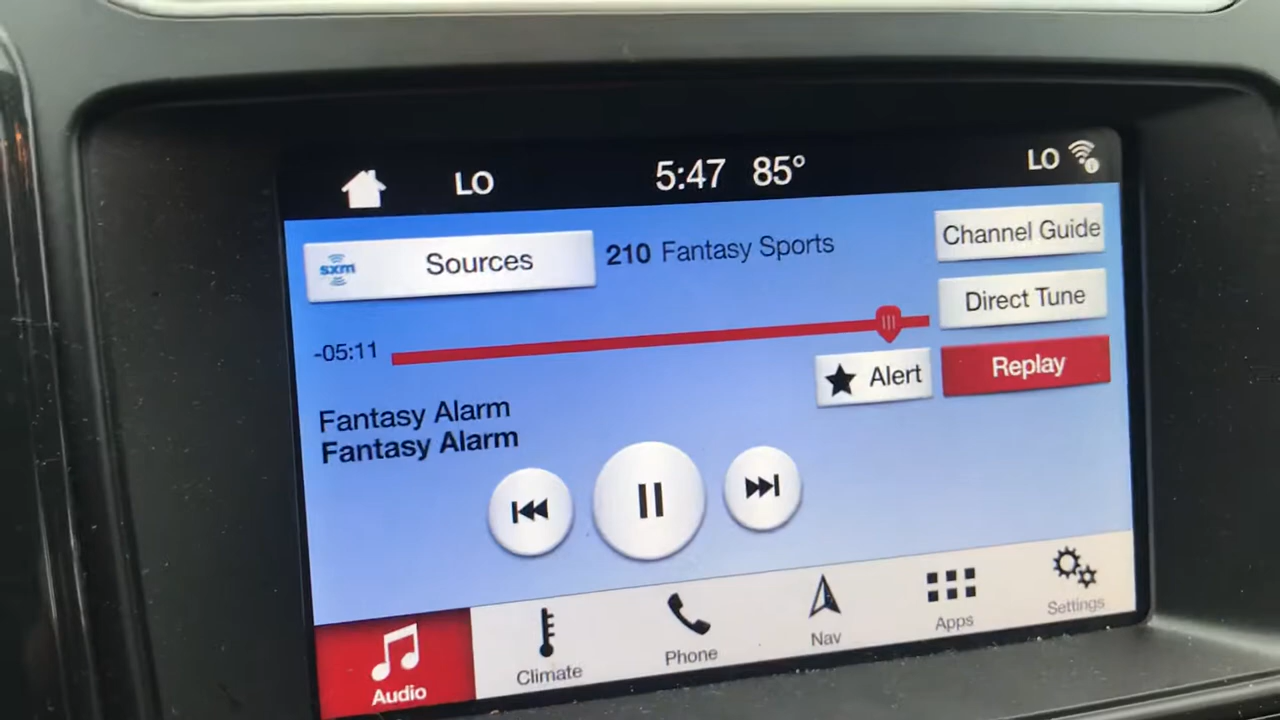 LO 5:47 85° LO
sxm Sources
210 Fantasy Sports
Channel Guide
Direct Tune
-05:11
Alert
Replay
Fantasy Alarm
Fantasy Alarm
Audio
Climate
Phone
Nav
Apps
Settings